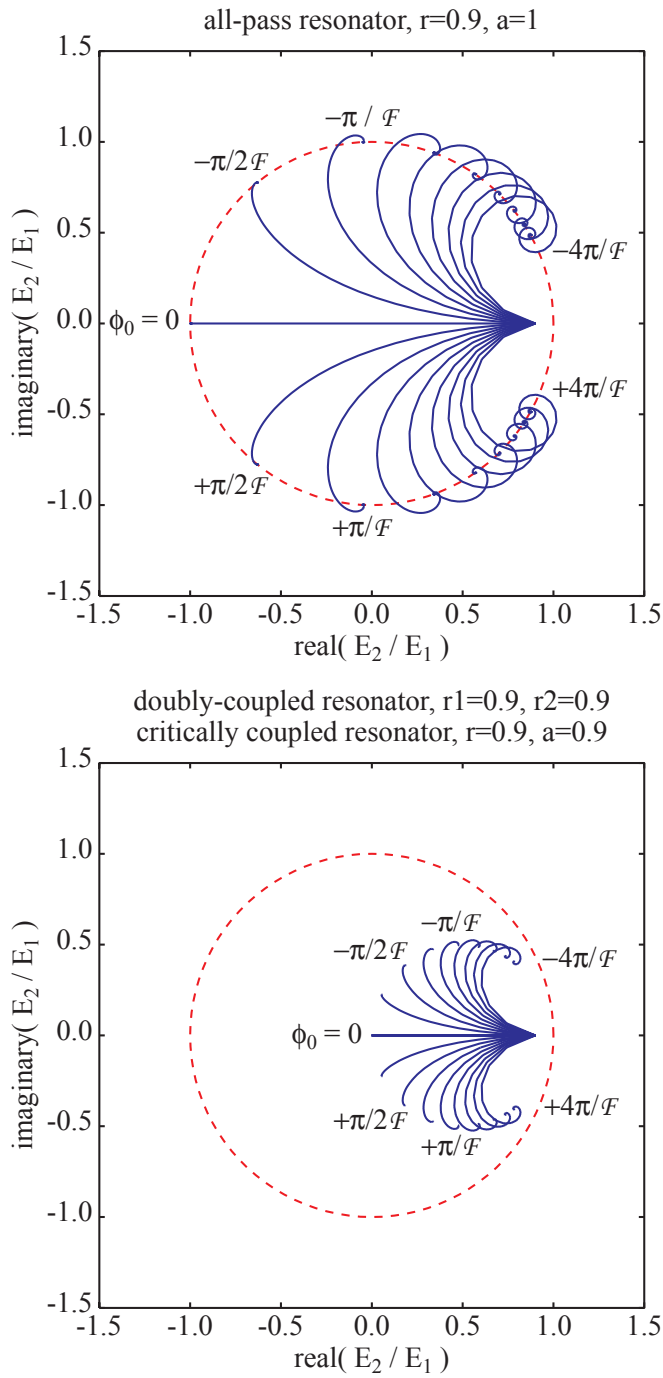 all-pass resonator, r=0.9, a=1
1.5
−π / ℱ
1.0
−π/2ℱ
0.5
−4π/ℱ
imaginary( E₂ / E₁ )
ϕ₀ = 0
0.0
+4π/ℱ
-0.5
+π/2ℱ
-1.0
+π/ℱ
-1.5
-1.5 -1.0 -0.5 0.0 0.5 1.0 1.5
real( E₂ / E₁ )
doubly-coupled resonator, r1=0.9, r2=0.9
critically coupled resonator, r=0.9, a=0.9
1.5
1.0
−π/ℱ
0.5
−π/2ℱ
−4π/ℱ
imaginary( E₂ / E₁ )
ϕ₀ = 0
0.0
+4π/ℱ
-0.5
+π/2ℱ
+π/ℱ
-1.0
-1.5
-1.5 -1.0 -0.5 0.0 0.5 1.0 1.5
real( E₂ / E₁ )